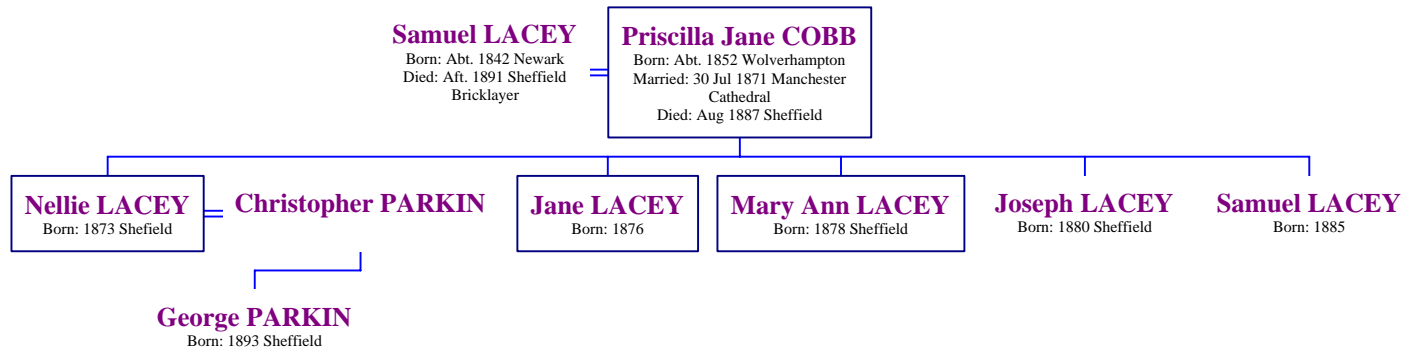 Samuel LACEY
Born: Abt. 1842 Newark
Died: Aft. 1891 Sheffield
Bricklayer
Priscilla Jane COBB
Born: Abt. 1852 Wolverhampton
Married: 30 Jul 1871 Manchester
Cathedral
Died: Aug 1887 Sheffield
Nellie LACEY
Born: 1873 Shefield
Christopher PARKIN
Jane LACEY
Born: 1876
Mary Ann LACEY
Born: 1878 Sheffield
Joseph LACEY
Born: 1880 Sheffield
Samuel LACEY
Born: 1885
George PARKIN
Born: 1893 Sheffield